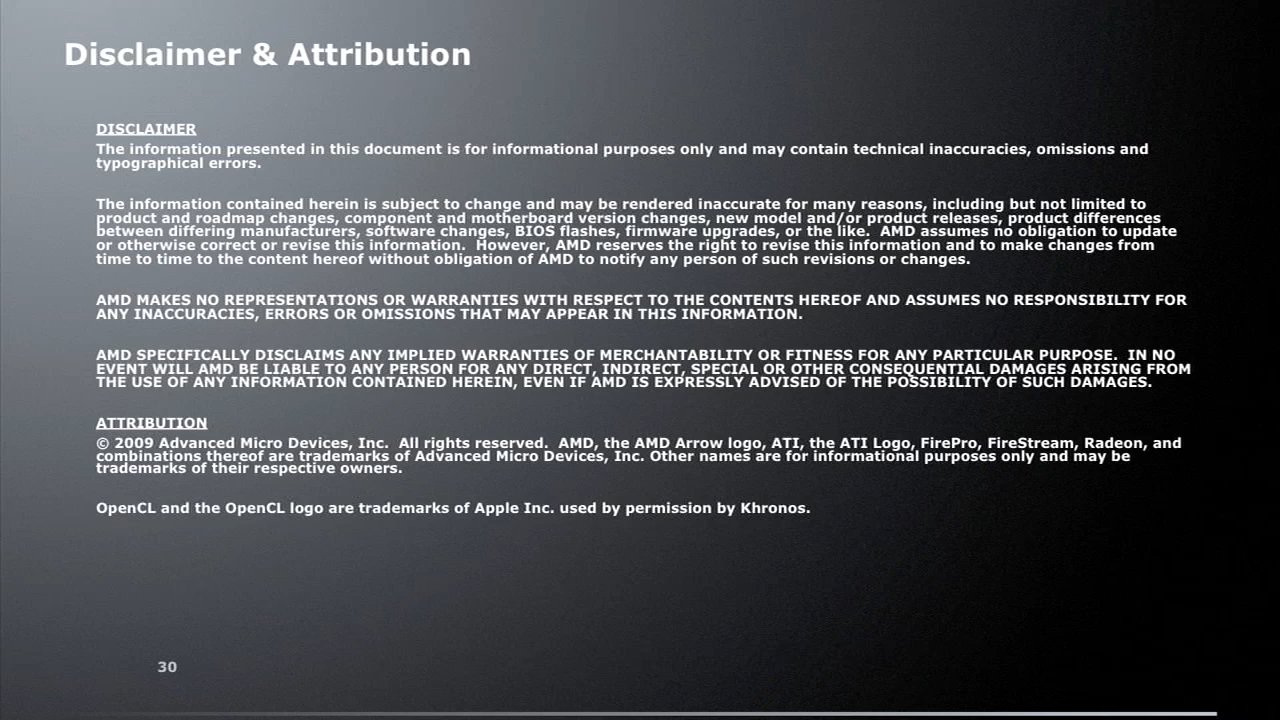 Disclaimer & Attribution
DISCLAIMER
The information presented in this document is for informational purposes only and may contain technical inaccuracies, omissions and
typographical errors.
The information contained herein is subject to change and may be rendered inaccurate for many reasons, including but not limited to
product and roadmap changes, component and motherboard version changes, new model and/or product releases, product differences
between differing manufacturers, software changes, BIOS flashes, firmware upgrades, or the like.  AMD assumes no obligation to update
or otherwise correct or revise this information.  However, AMD reserves the right to revise this information and to make changes from
time to time to the content hereof without obligation of AMD to notify any person of such revisions or changes.
AMD MAKES NO REPRESENTATIONS OR WARRANTIES WITH RESPECT TO THE CONTENTS HEREOF AND ASSUMES NO RESPONSIBILITY FOR
ANY INACCURACIES, ERRORS OR OMISSIONS THAT MAY APPEAR IN THIS INFORMATION.
AMD SPECIFICALLY DISCLAIMS ANY IMPLIED WARRANTIES OF MERCHANTABILITY OR FITNESS FOR ANY PARTICULAR PURPOSE.  IN NO
EVENT WILL AMD BE LIABLE TO ANY PERSON FOR ANY DIRECT, INDIRECT, SPECIAL OR OTHER CONSEQUENTIAL DAMAGES ARISING FROM
THE USE OF ANY INFORMATION CONTAINED HEREIN, EVEN IF AMD IS EXPRESSLY ADVISED OF THE POSSIBILITY OF SUCH DAMAGES.
ATTRIBUTION
© 2009 Advanced Micro Devices, Inc.  All rights reserved.  AMD, the AMD Arrow logo, ATI, the ATI Logo, FirePro, FireStream, Radeon, and
combinations thereof are trademarks of Advanced Micro Devices, Inc. Other names are for informational purposes only and may be
trademarks of their respective owners.
OpenCL and the OpenCL logo are trademarks of Apple Inc. used by permission by Khronos.
30